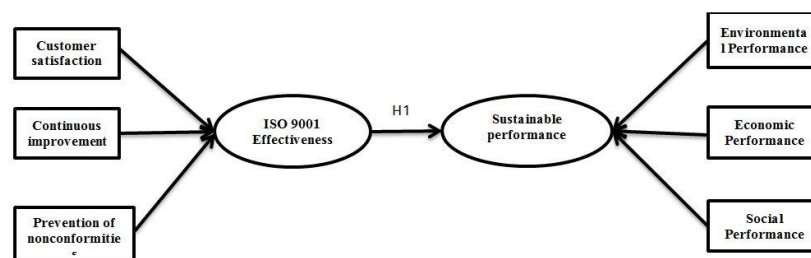 Customer
satisfaction
Continuous
improvement
Prevention of
nonconformitie
s
ISO 9001
Effectiveness
H1
Sustainable
performance
Environmenta
l Performance
Economic
Performance
Social
Performance